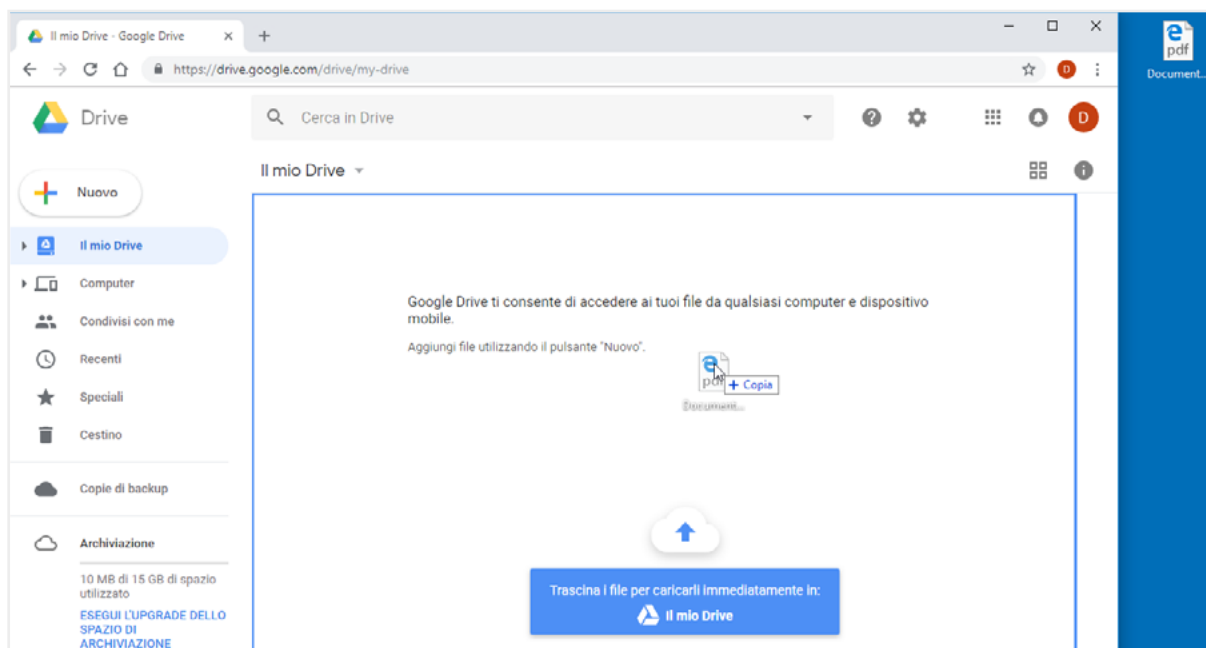 Il mio Drive - Google Drive
https://drive.google.com/drive/my-drive
D
pdf
Document...
Drive
Cerca in Drive
D
Il mio Drive
Nuovo
Il mio Drive
Computer
Condivisi con me
Recenti
Speciali
Cestino
Copie di backup
Archiviazione
10 MB di 15 GB di spazio
utilizzato
ESEGUI L'UPGRADE DELLO
SPAZIO DI
ARCHIVIAZIONE
Google Drive ti consente di accedere ai tuoi file da qualsiasi computer e dispositivo
mobile.
Aggiungi file utilizzando il pulsante "Nuovo".
pdf
+ Copia
Document...
Trascina i file per caricarli immediatamente in:
Il mio Drive